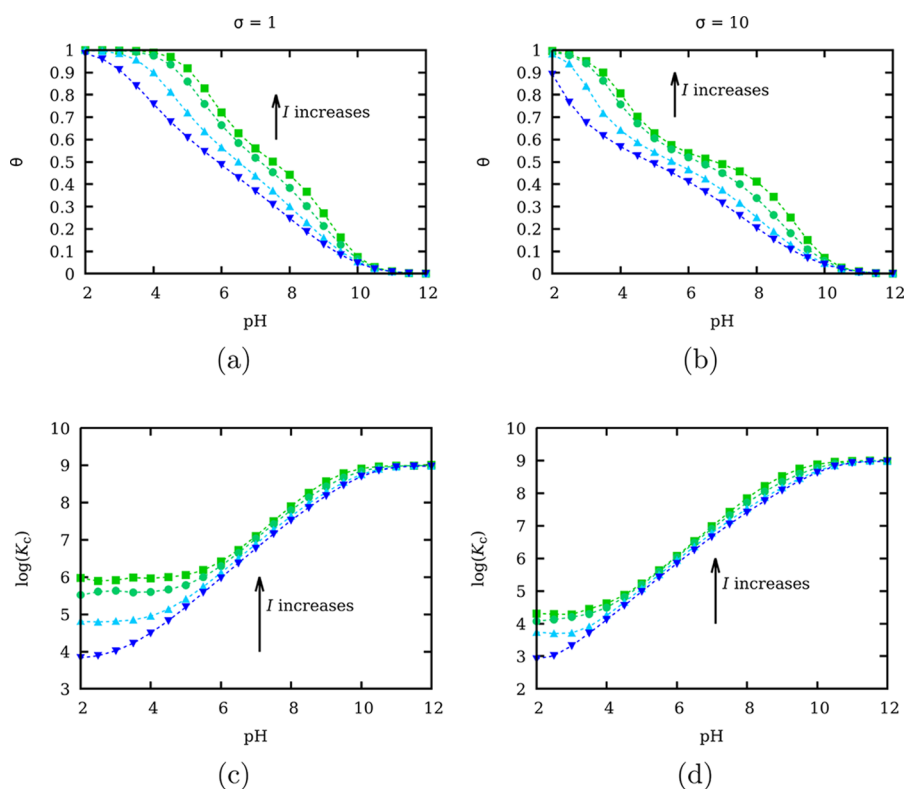 σ = 1
1
0.9
0.8
0.7
0.6
0.5
0.4
0.3
0.2
0.1
0
θ
I increases
2 4 6 8 10 12
pH
(a)
σ = 10
1
0.9
0.8
0.7
0.6
0.5
0.4
0.3
0.2
0.1
0
θ
I increases
2 4 6 8 10 12
pH
(b)
10
9
8
7
6
5
4
3
log(Kc)
I increases
2 4 6 8 10 12
pH
(c)
10
9
8
7
6
5
4
3
2
log(Kc)
I increases
2 4 6 8 10 12
pH
(d)